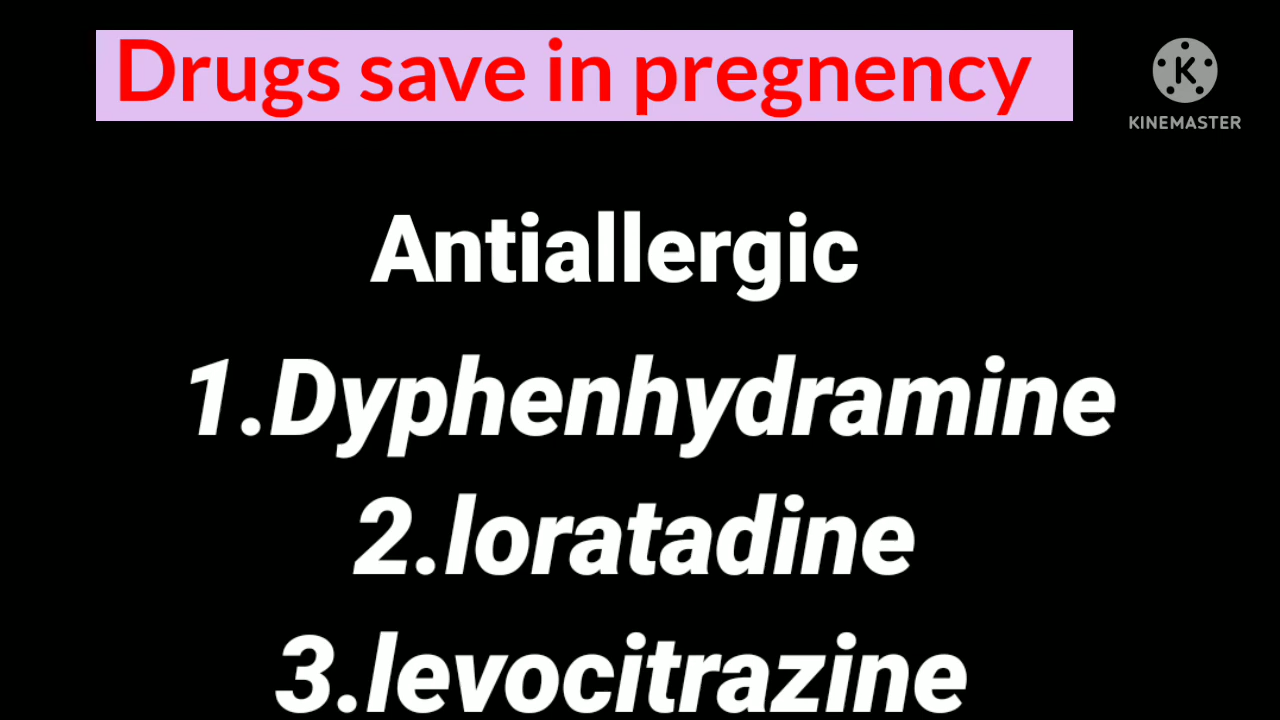 Drugs save in pregnency
KINEMASTER
Antiallergic
1.Dyphenhydramine
2.loratadine
3.levocitrazine